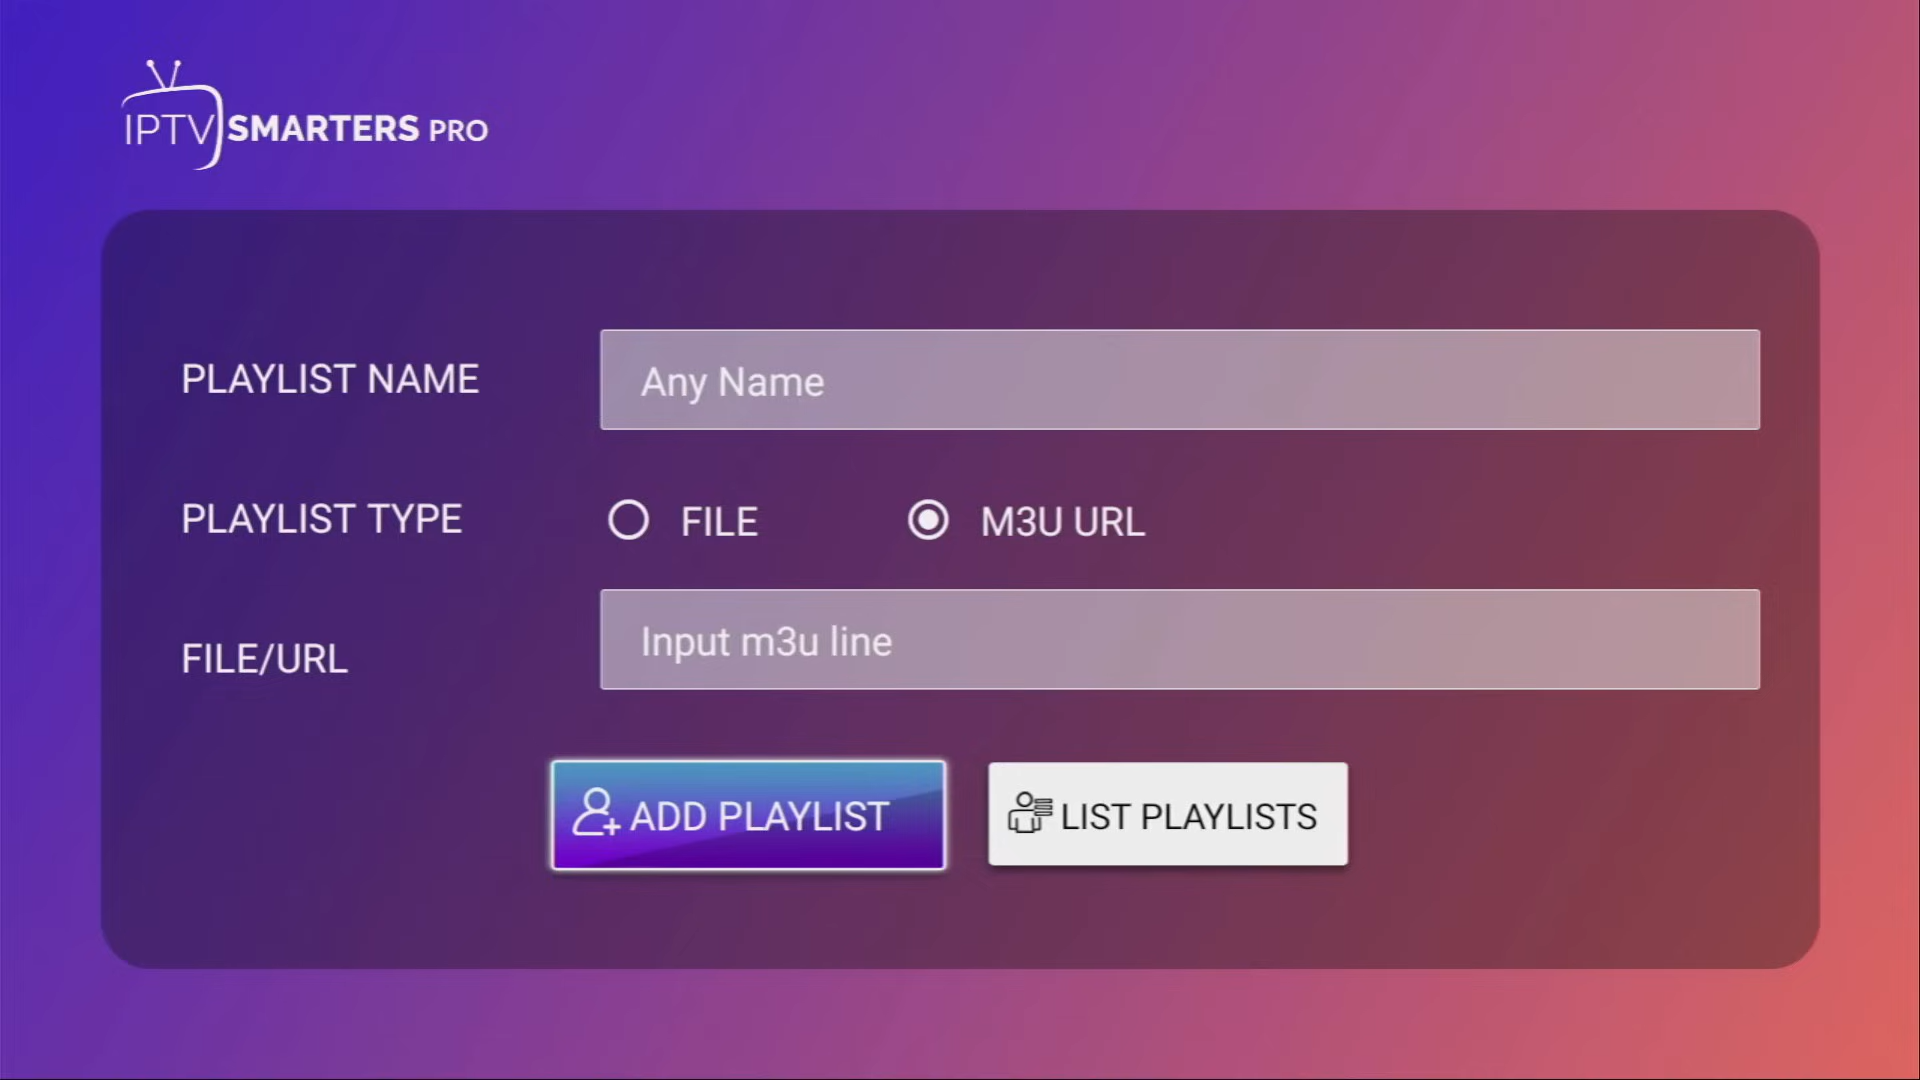 IPTV SMARTERS PRO
PLAYLIST NAME
Any Name
PLAYLIST TYPE
FILE
M3U URL
FILE/URL
Input m3u line
ADD PLAYLIST
LIST PLAYLISTS